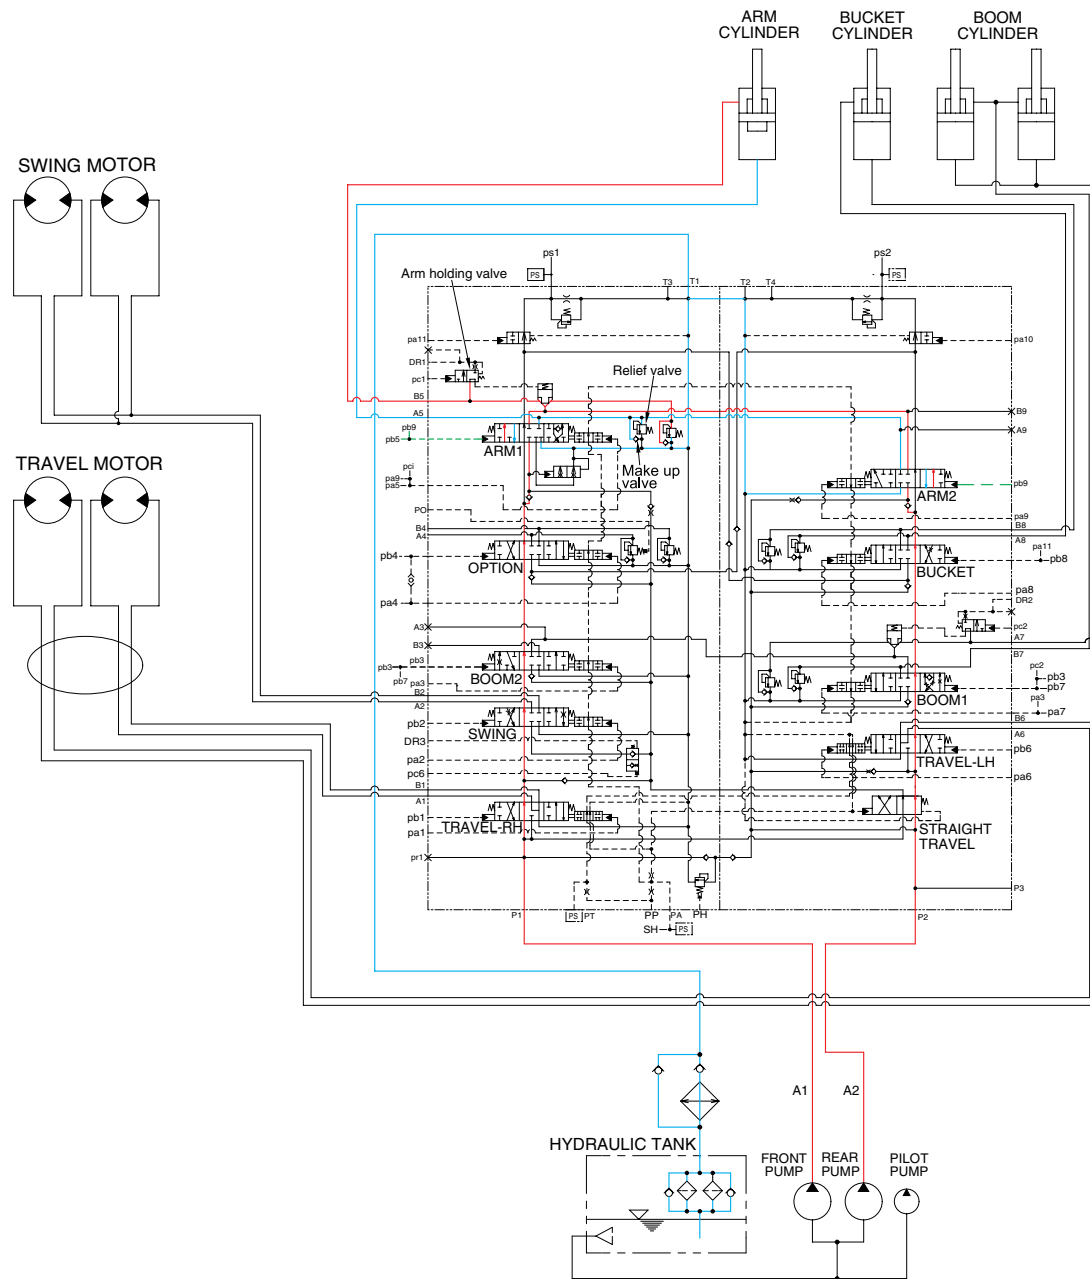 ARM
CYLINDER
BUCKET
CYLINDER
BOOM
CYLINDER
SWING MOTOR
TRAVEL MOTOR
ps1
PS
Arm holding valve
T3
T1
T2
T4
ps2
PS
pa11
DR1
pc1
B5
A5
pb9
pb5
ARM1
pci
pa9
pa5
PO
B4
A4
pb4
OPTION
pa4
A3
B3
pb3
pb3
pb7
pa3
BOOM2
B2
A2
pb2
SWING
DR3
pa2
pc6
B1
A1
pb1
TRAVEL-RH
pa1
pr1
Relief valve
Make up
valve
pa10
B9
A9
pb9
ARM2
pa9
B8
A8
pa11
pb8
BUCKET
pa8
DR2
pc2
A7
B7
pc2
pb3
pb7
BOOM1
pa3
pa7
B6
A6
pb6
TRAVEL-LH
pa6
STRAIGHT
TRAVEL
P3
P1
PS
PT
PP
PA
PH
P2
SH
PS
A1
A2
HYDRAULIC TANK
FRONT
PUMP
REAR
PUMP
PILOT
PUMP